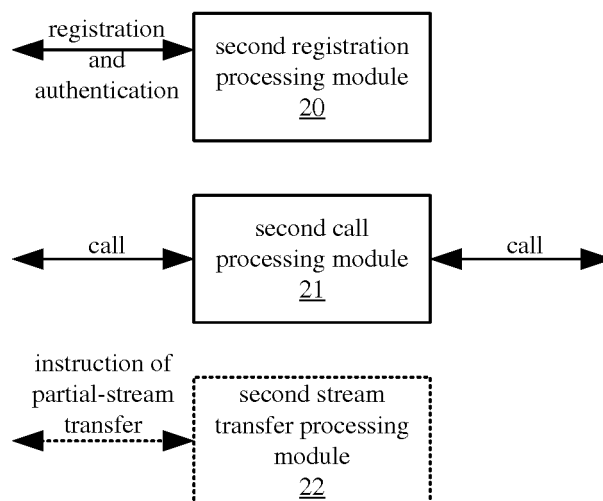 registration
and
authentication
second registration
processing module
20
call
second call
processing module
21
call
instruction of
partial-stream
transfer
second stream
transfer processing
module
22